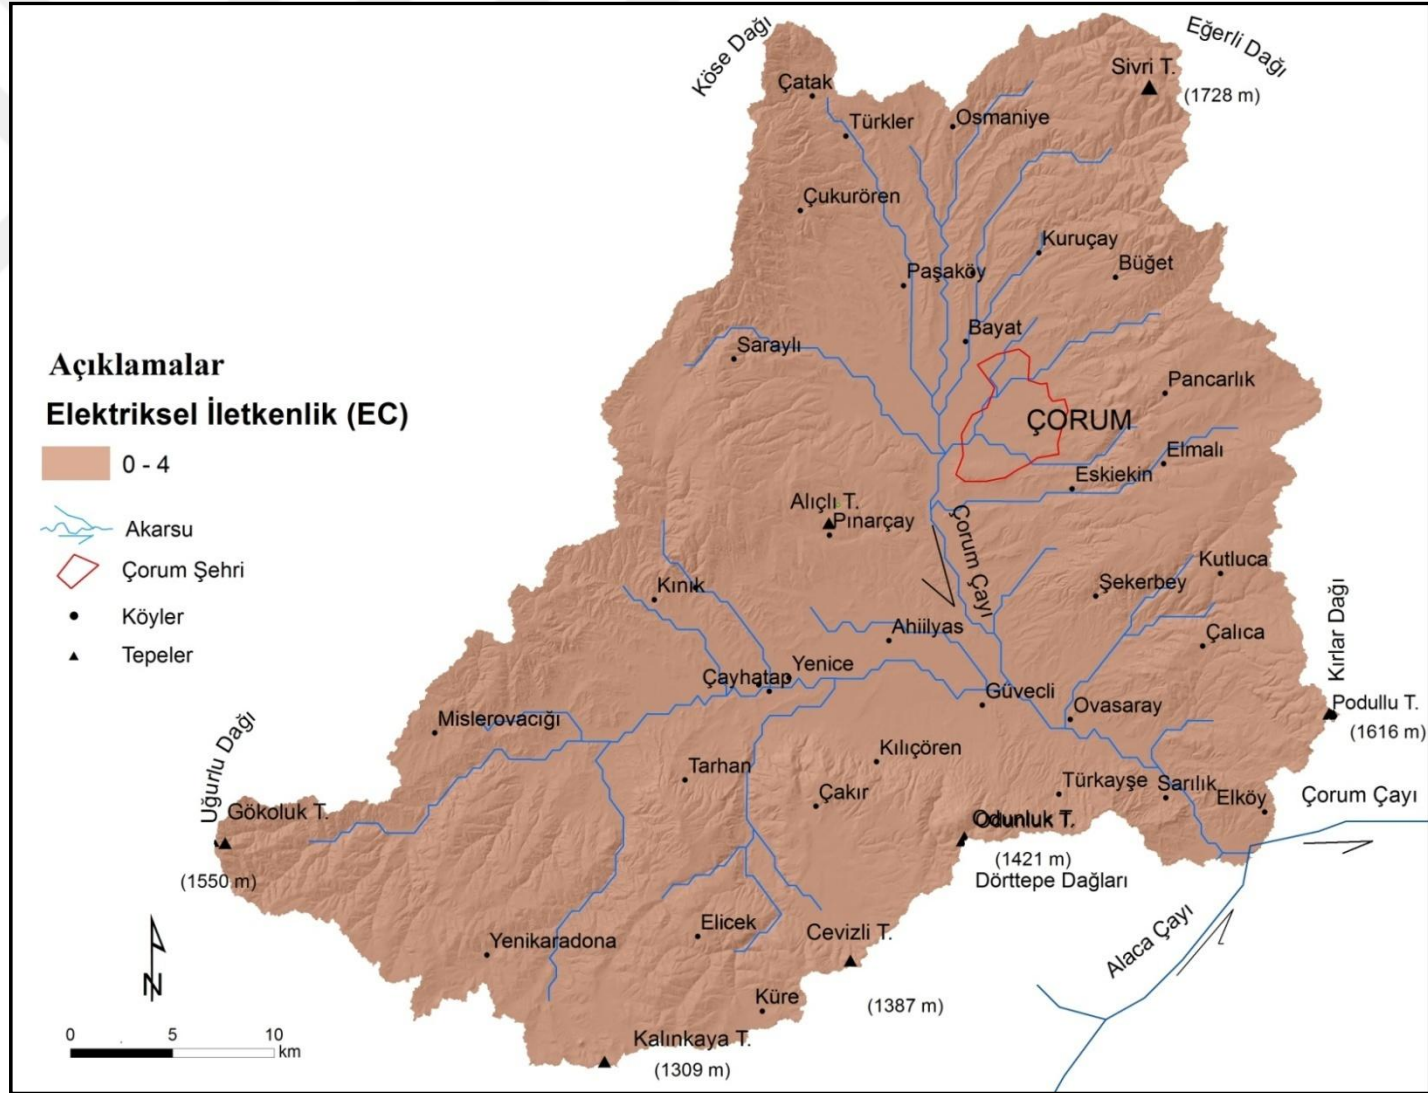 Köse Dağı
Eğerli Dağı
Sivri T.
(1728 m)
Çatak
Türkler
Osmaniye
Çukurören
Kuruçay
Büğet
Paşaköy
Bayat
Saraylı
Pancarlık
ÇORUM
Elmalı
Eskiekin
Alıçlı T.
Pınarçay
Çorum Çayı
Kutluca
Şekerbey
Kınık
Çalıca
Kırlar Dağı
Ahiilyas
Yenice
Çayhatap
Güvecli
Ovasaray
Podullu T.
(1616 m)
Mislerovacığı
Uğurlu Dağı
Kılıçören
Tarhan
Çakır
Türkayşe
Sarılık
Elköy
Çorum Çayı
Gökoluk T.
(1550 m)
Odunluk T.
(1421 m)
Dörttepe Dağları
Alaca Çayı
Elicek
Cevizli T.
Yenikaradona
(1387 m)
Küre
Kalınkaya T.
(1309 m)
Açıklamalar
Elektriksel İletkenlik (EC)
0 - 4
Akarsu
Çorum Şehri
Köyler
Tepeler
N
0 5 10
km